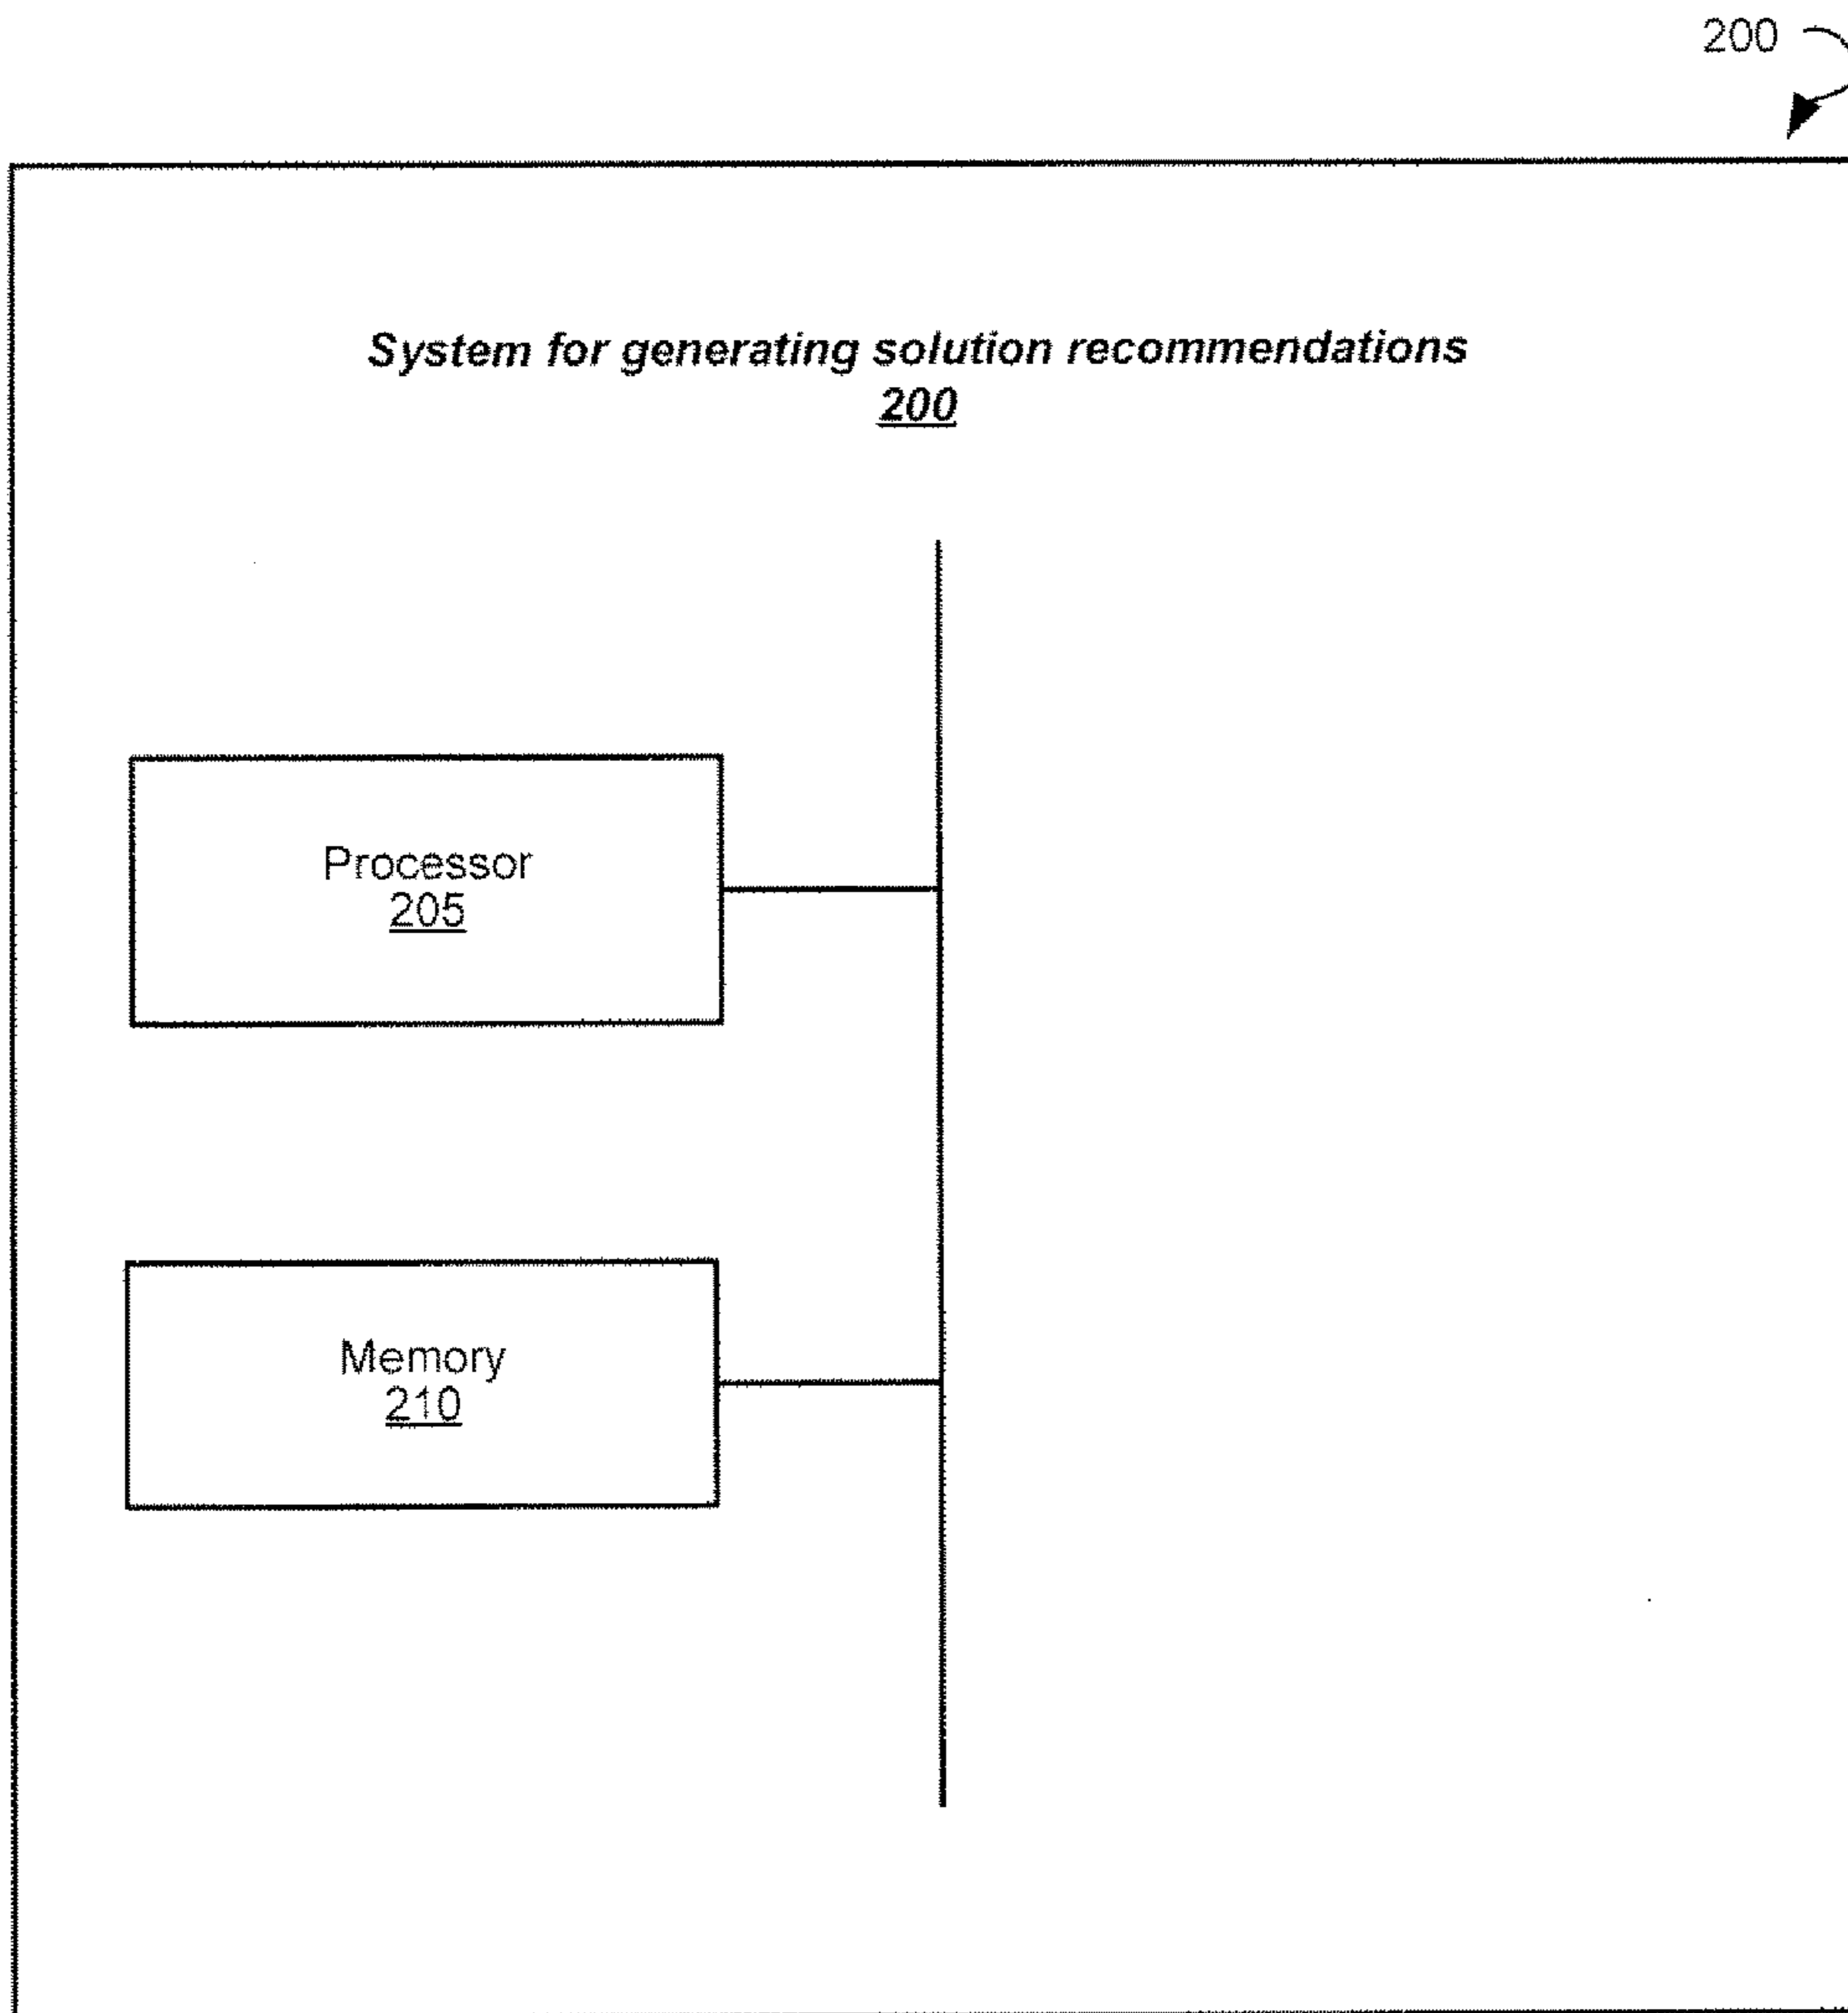 200
System for generating solution recommendations
200
Processor
205
Memory
210